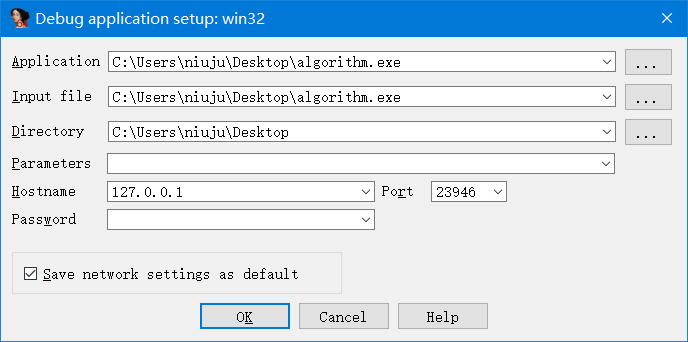 Debug application setup: win32
Application C:\Users\niuju\Desktop\algorithm.exe ...
Input file C:\Users\niuju\Desktop\algorithm.exe ...
Directory C:\Users\niuju\Desktop ...
Parameters
Hostname 127.0.0.1 Port 23946
Password
Save network settings as default
OK Cancel Help